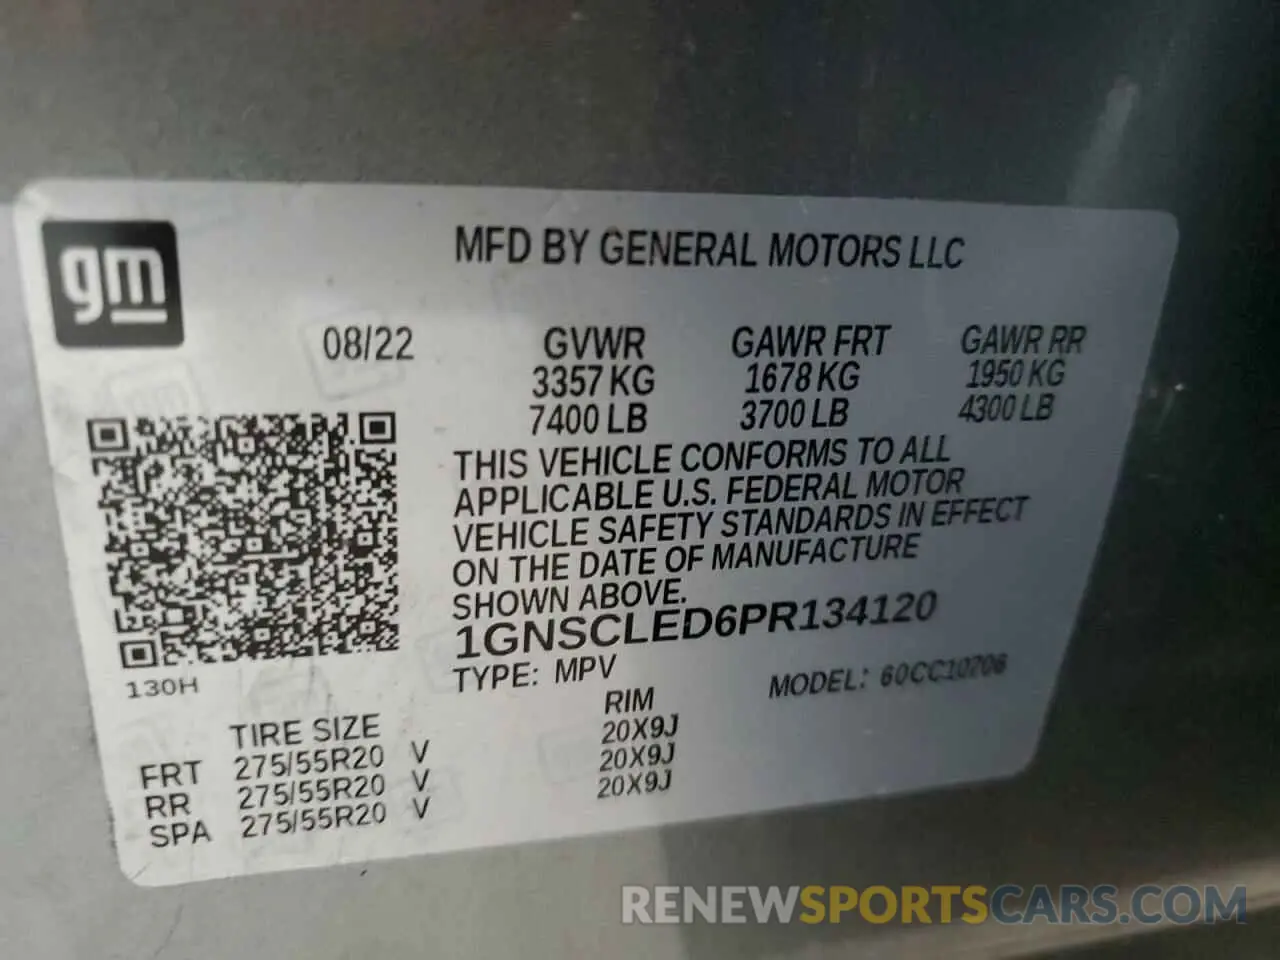 gm
MFD BY GENERAL MOTORS LLC
08/22 GVWR GAWR FRT GAWR RR
3357 KG 1678 KG 1950 KG
7400 LB 3700 LB 4300 LB
THIS VEHICLE CONFORMS TO ALL
APPLICABLE U.S. FEDERAL MOTOR
VEHICLE SAFETY STANDARDS IN EFFECT
ON THE DATE OF MANUFACTURE
SHOWN ABOVE.
1GNSCLED6PR134120
130H
TYPE: MPV MODEL: 60CC10706
TIRE SIZE RIM
FRT 275/55R20 V 20X9J
RR 275/55R20 V 20X9J
SPA 275/55R20 V 20X9J
RENEWSPORTSCARS.COM